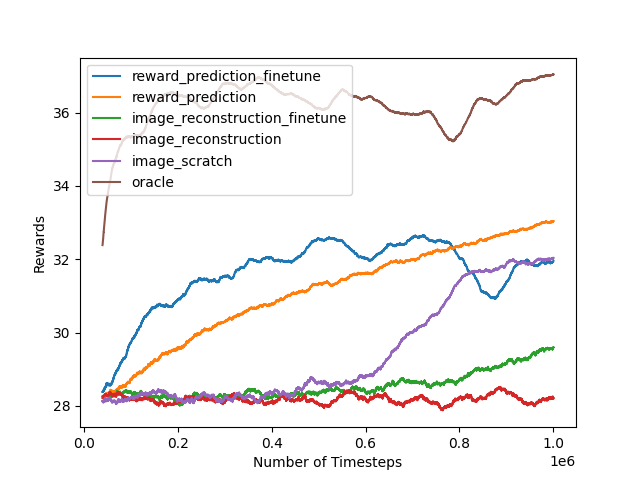 reward_prediction_finetune
reward_prediction
image_reconstruction_finetune
image_reconstruction
image_scratch
oracle
Rewards
36
34
32
30
28
0.0 0.2 0.4 0.6 0.8 1.0
Number of Timesteps
1e6